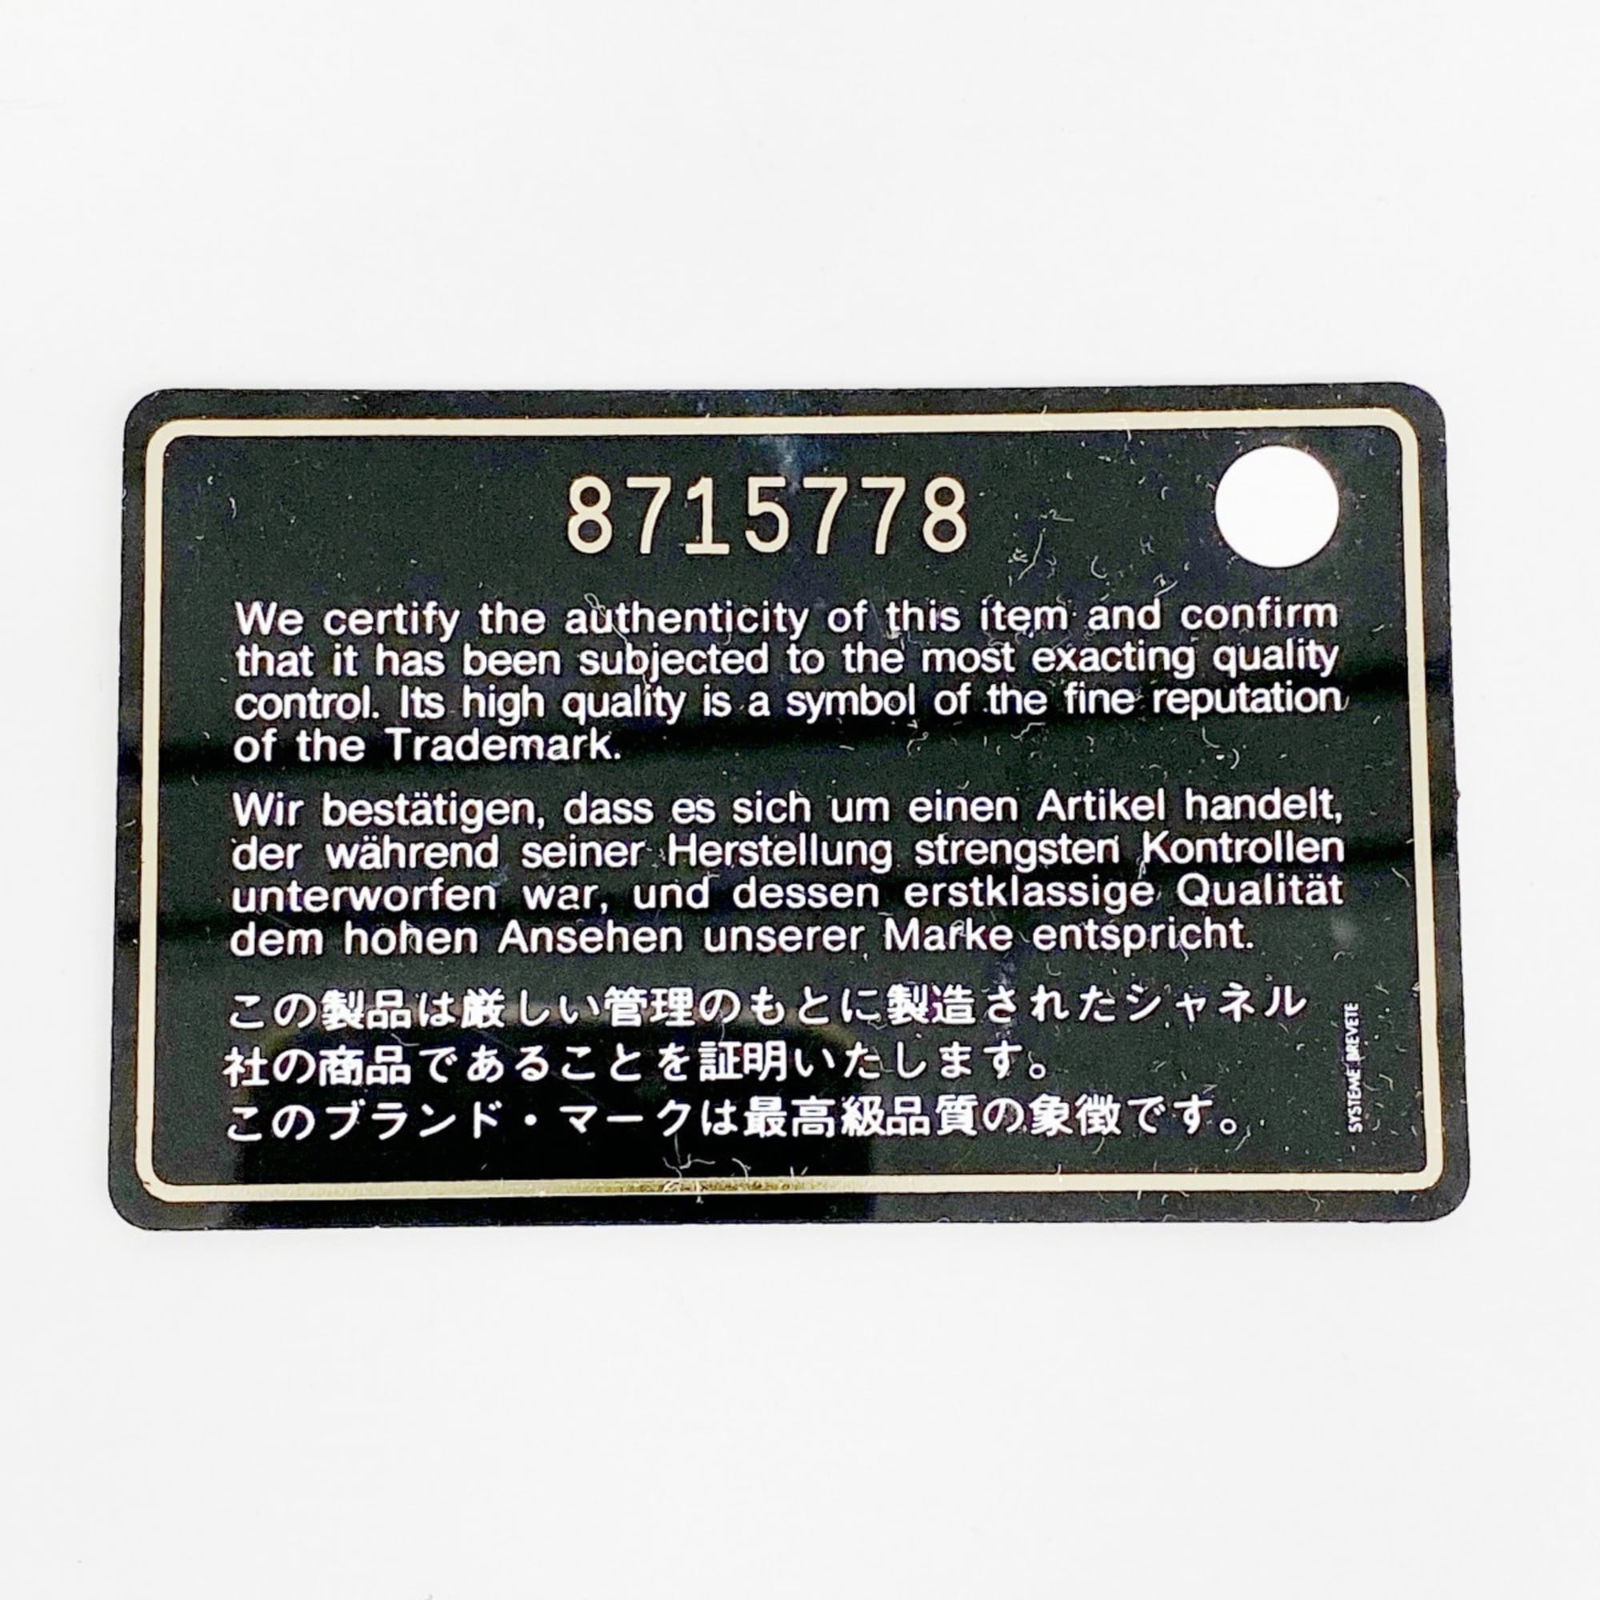 8715778
We certify the authenticity of this item and confirm
that it has been subjected to the most exacting quality
control. Its high quality is a symbol of the fine reputation
of the Trademark.
Wir bestätigen, dass es sich um einen Artikel handelt,
der während seiner Herstellung strengsten Kontrollen
unterworfen war, und dessen erstklassige Qualität
dem hohen Ansehen unserer Marke entspricht.
この製品は厳しい管理のもとに製造されたシャネル
社の商品であることを証明いたします。
このブランド・マークは最高級品質の象徴です。
SYSTEME BREVETE